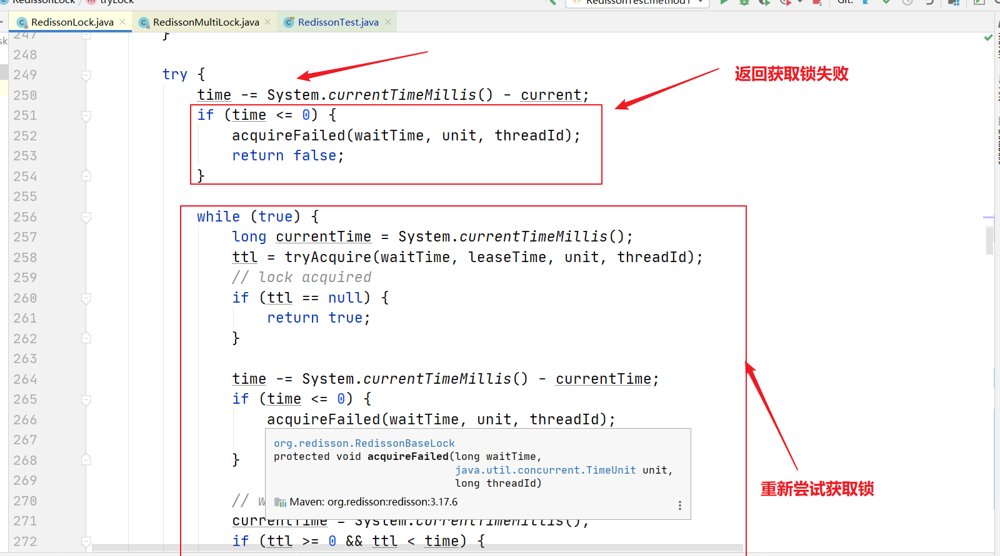 RedissonLock tryLock
RedissonTest.method1
Git:
RedissonLock.java
RedissonMultiLock.java
RedissonTest.java
sk
247 }
248
249 try {
250 time -= System.currentTimeMillis() - current;
251 if (time <= 0) {
252 acquireFailed(waitTime, unit, threadId);
253 return false;
254 }
255
256 while (true) {
257 long currentTime = System.currentTimeMillis();
258 ttl = tryAcquire(waitTime, leaseTime, unit, threadId);
259 // lock acquired
260 if (ttl == null) {
261 return true;
262 }
263
264 time -= System.currentTimeMillis() - currentTime;
265 if (time <= 0) {
266 acquireFailed(waitTime, unit, threadId);
267
268 }
269
270 //
271 currentTime = System.currentTimeMillis();
272 if (ttl >= 0 && ttl < time) {
返回获取锁失败
重新尝试获取锁
org.redisson.RedissonBaseLock
protected void acquireFailed(long waitTime,
java.util.concurrent.TimeUnit unit,
long threadId)
Maven: org.redisson:redisson:3.17.6